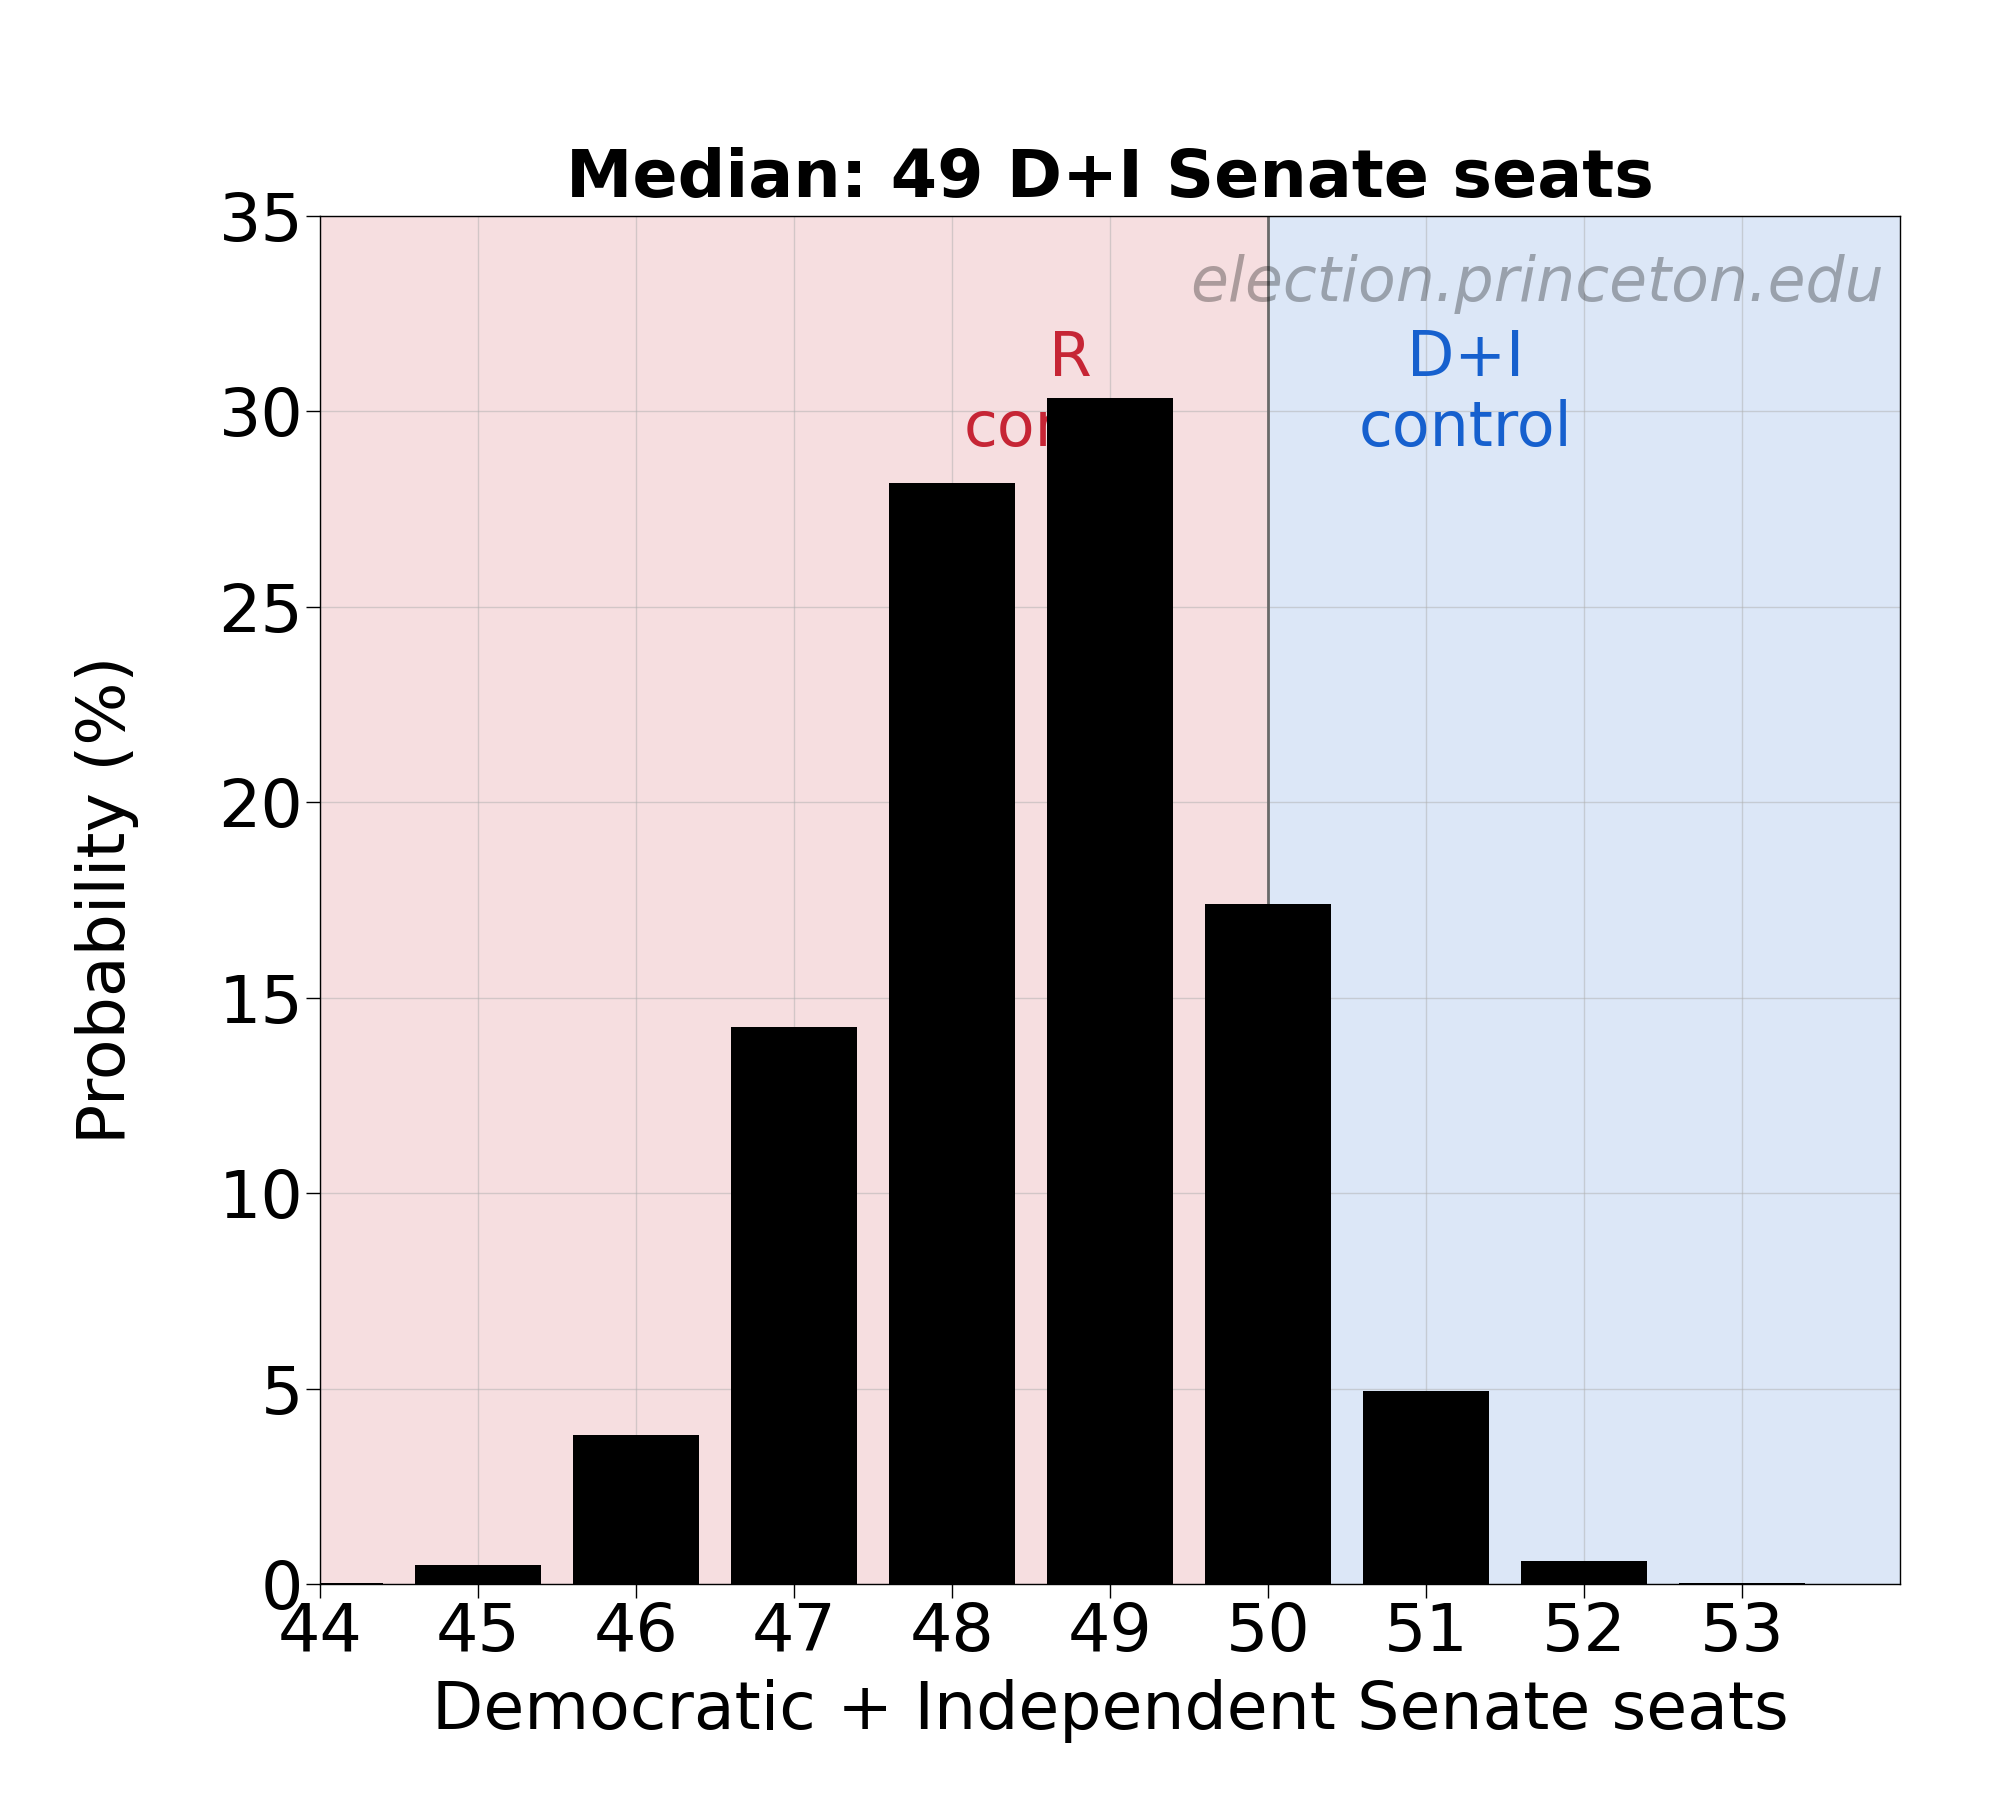 Median: 49 D+I Senate seats
election.princeton.edu
R
D+I
control
35
30
25
20
15
10
5
0
Probability (%)
44 45 46 47 48 49 50 51 52 53
Democratic + Independent Senate seats